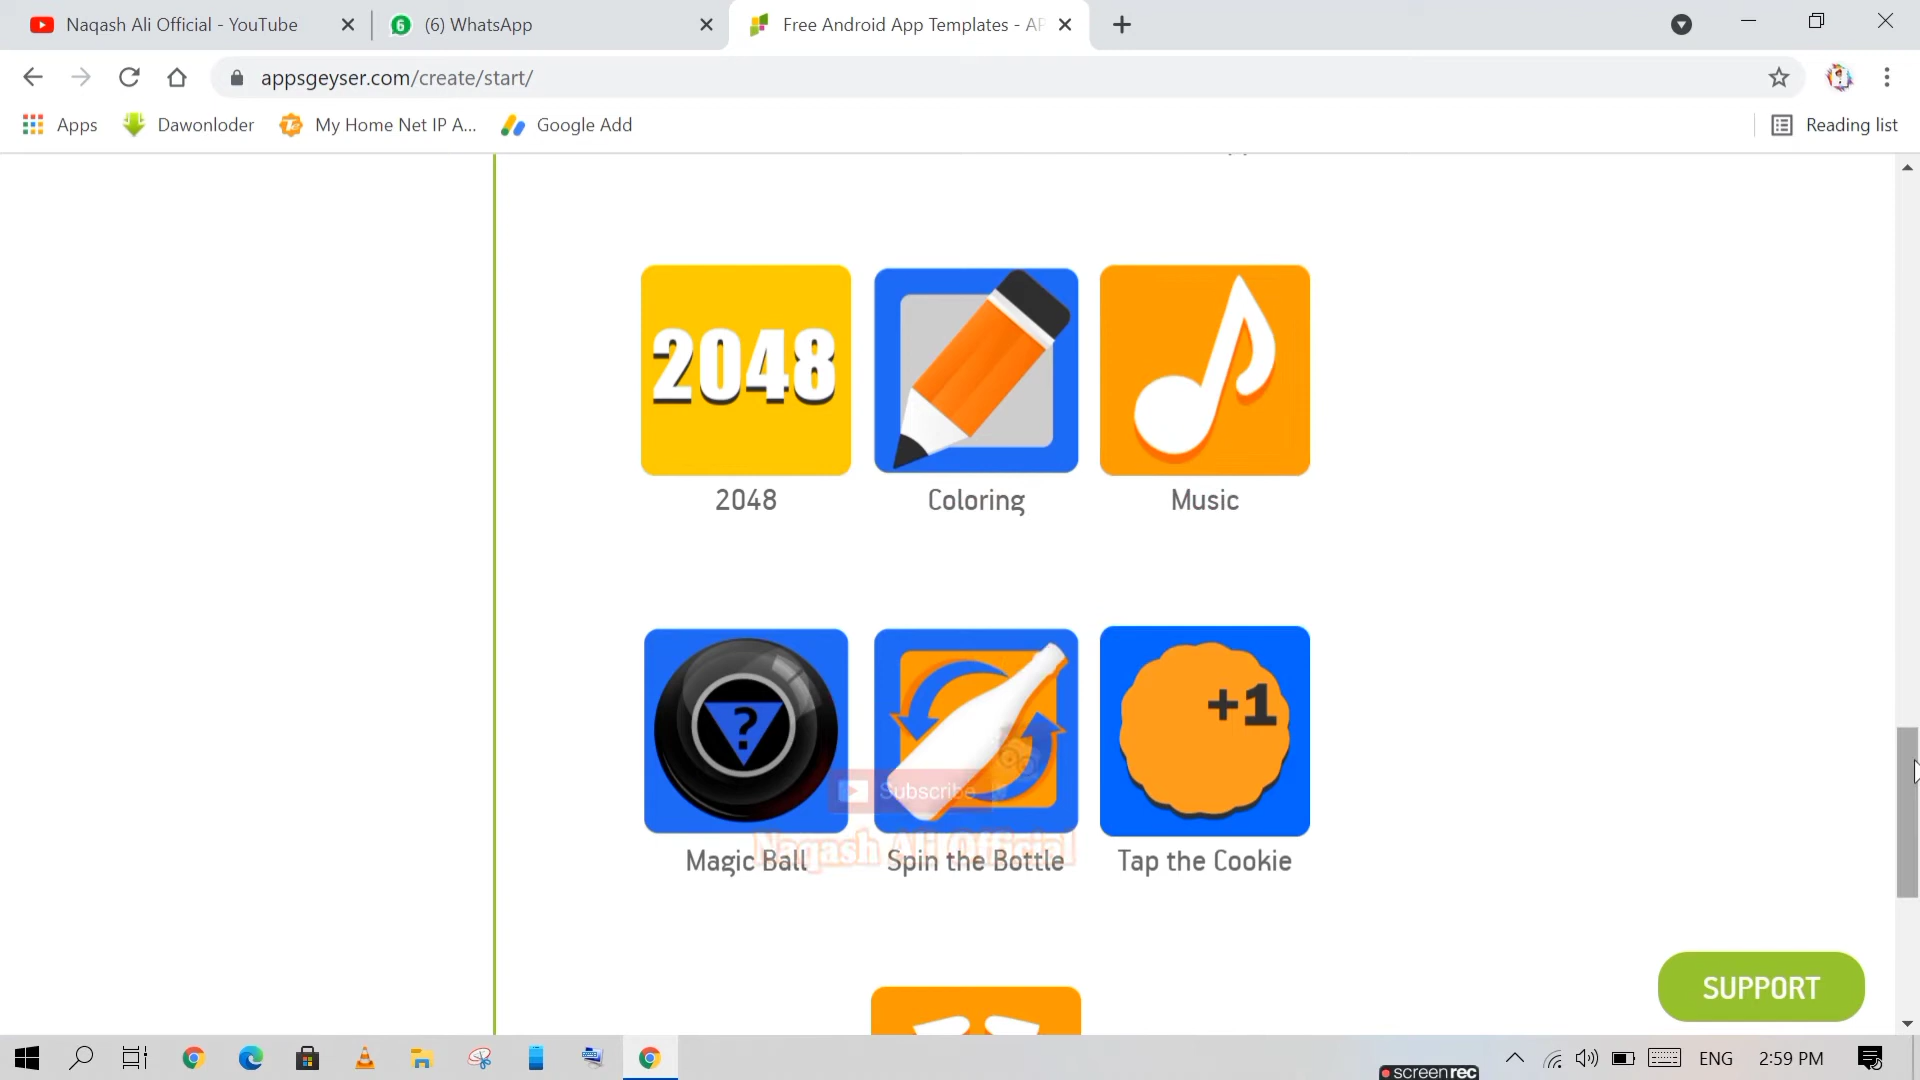 Naqash Ali Official - YouTube
(6) WhatsApp
Free Android App Templates - AP
appsgeyser.com/create/start/
Apps
Dawonloder
My Home Net IP A...
Google Add
Reading list
2048
2048
Coloring
Music
?
+1
Subscribe
Naqash Ali Official
Magic Ball
Spin the Bottle
Tap the Cookie
SUPPORT
screenrec
ENG
2:59 PM